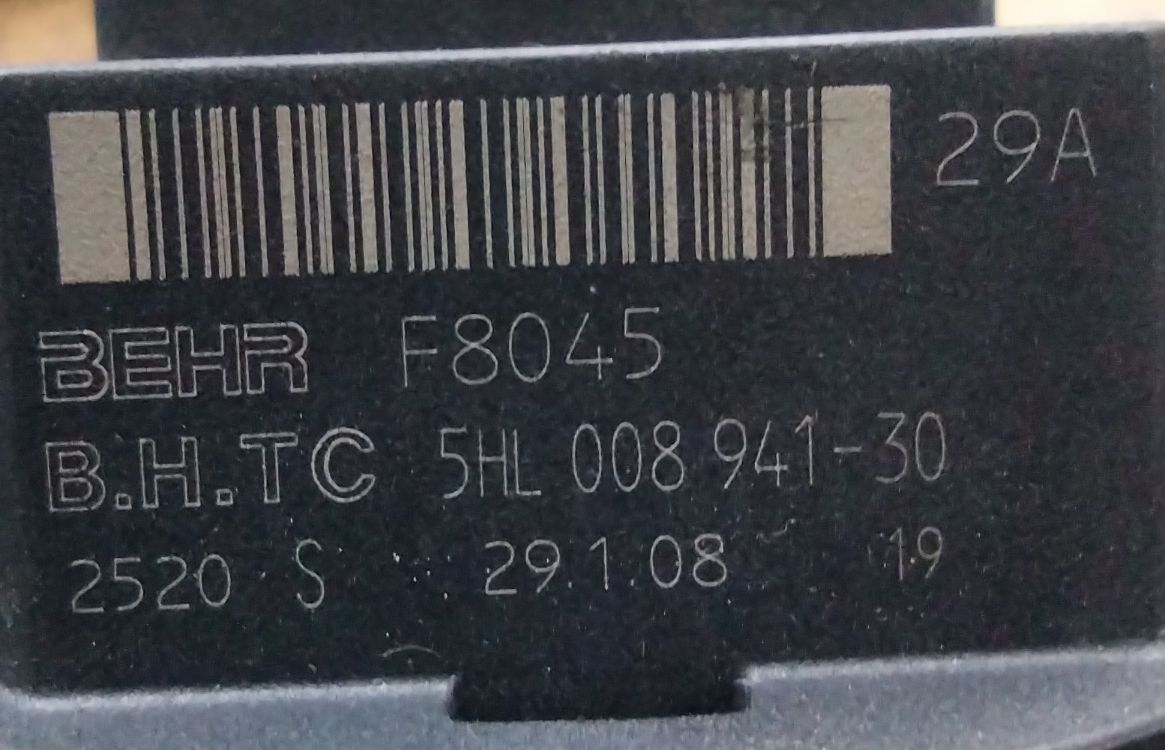 29A
BEHR F8045
B.H.TC 5HL 008 941-30
2520 S 29.1.08 19